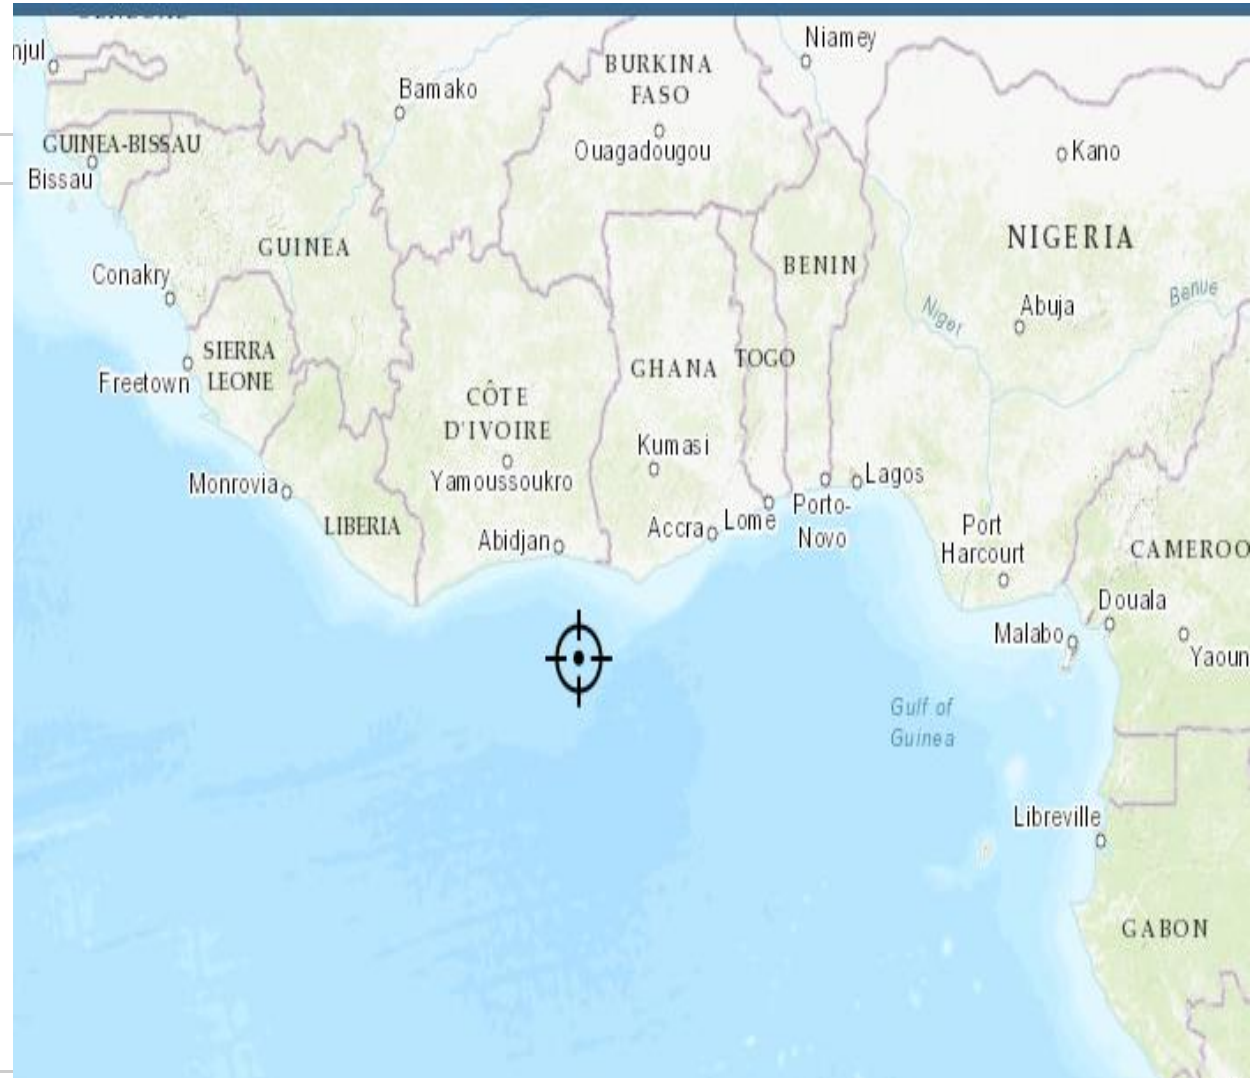 njul
Niamey
BURKINA
FASO
Bamako
Ouagadougou
Kano
GUINEA-BISSAU
Bissau
NIGERIA
GUINEA
BENIN
Conakry
Benue
Niger
Abuja
SIERRA
LEONE
GHANA
TOGO
Freetown
CÔTE
D'IVOIRE
Kumasi
Yamoussoukro
Lagos
Monrovia
LIBERIA
Abidjan
Accra
Lome
Porto-
Novo
Port
Harcourt
CAMEROO
Douala
Malabo
Yaoun
Gulf of
Guinea
Libreville
GABON